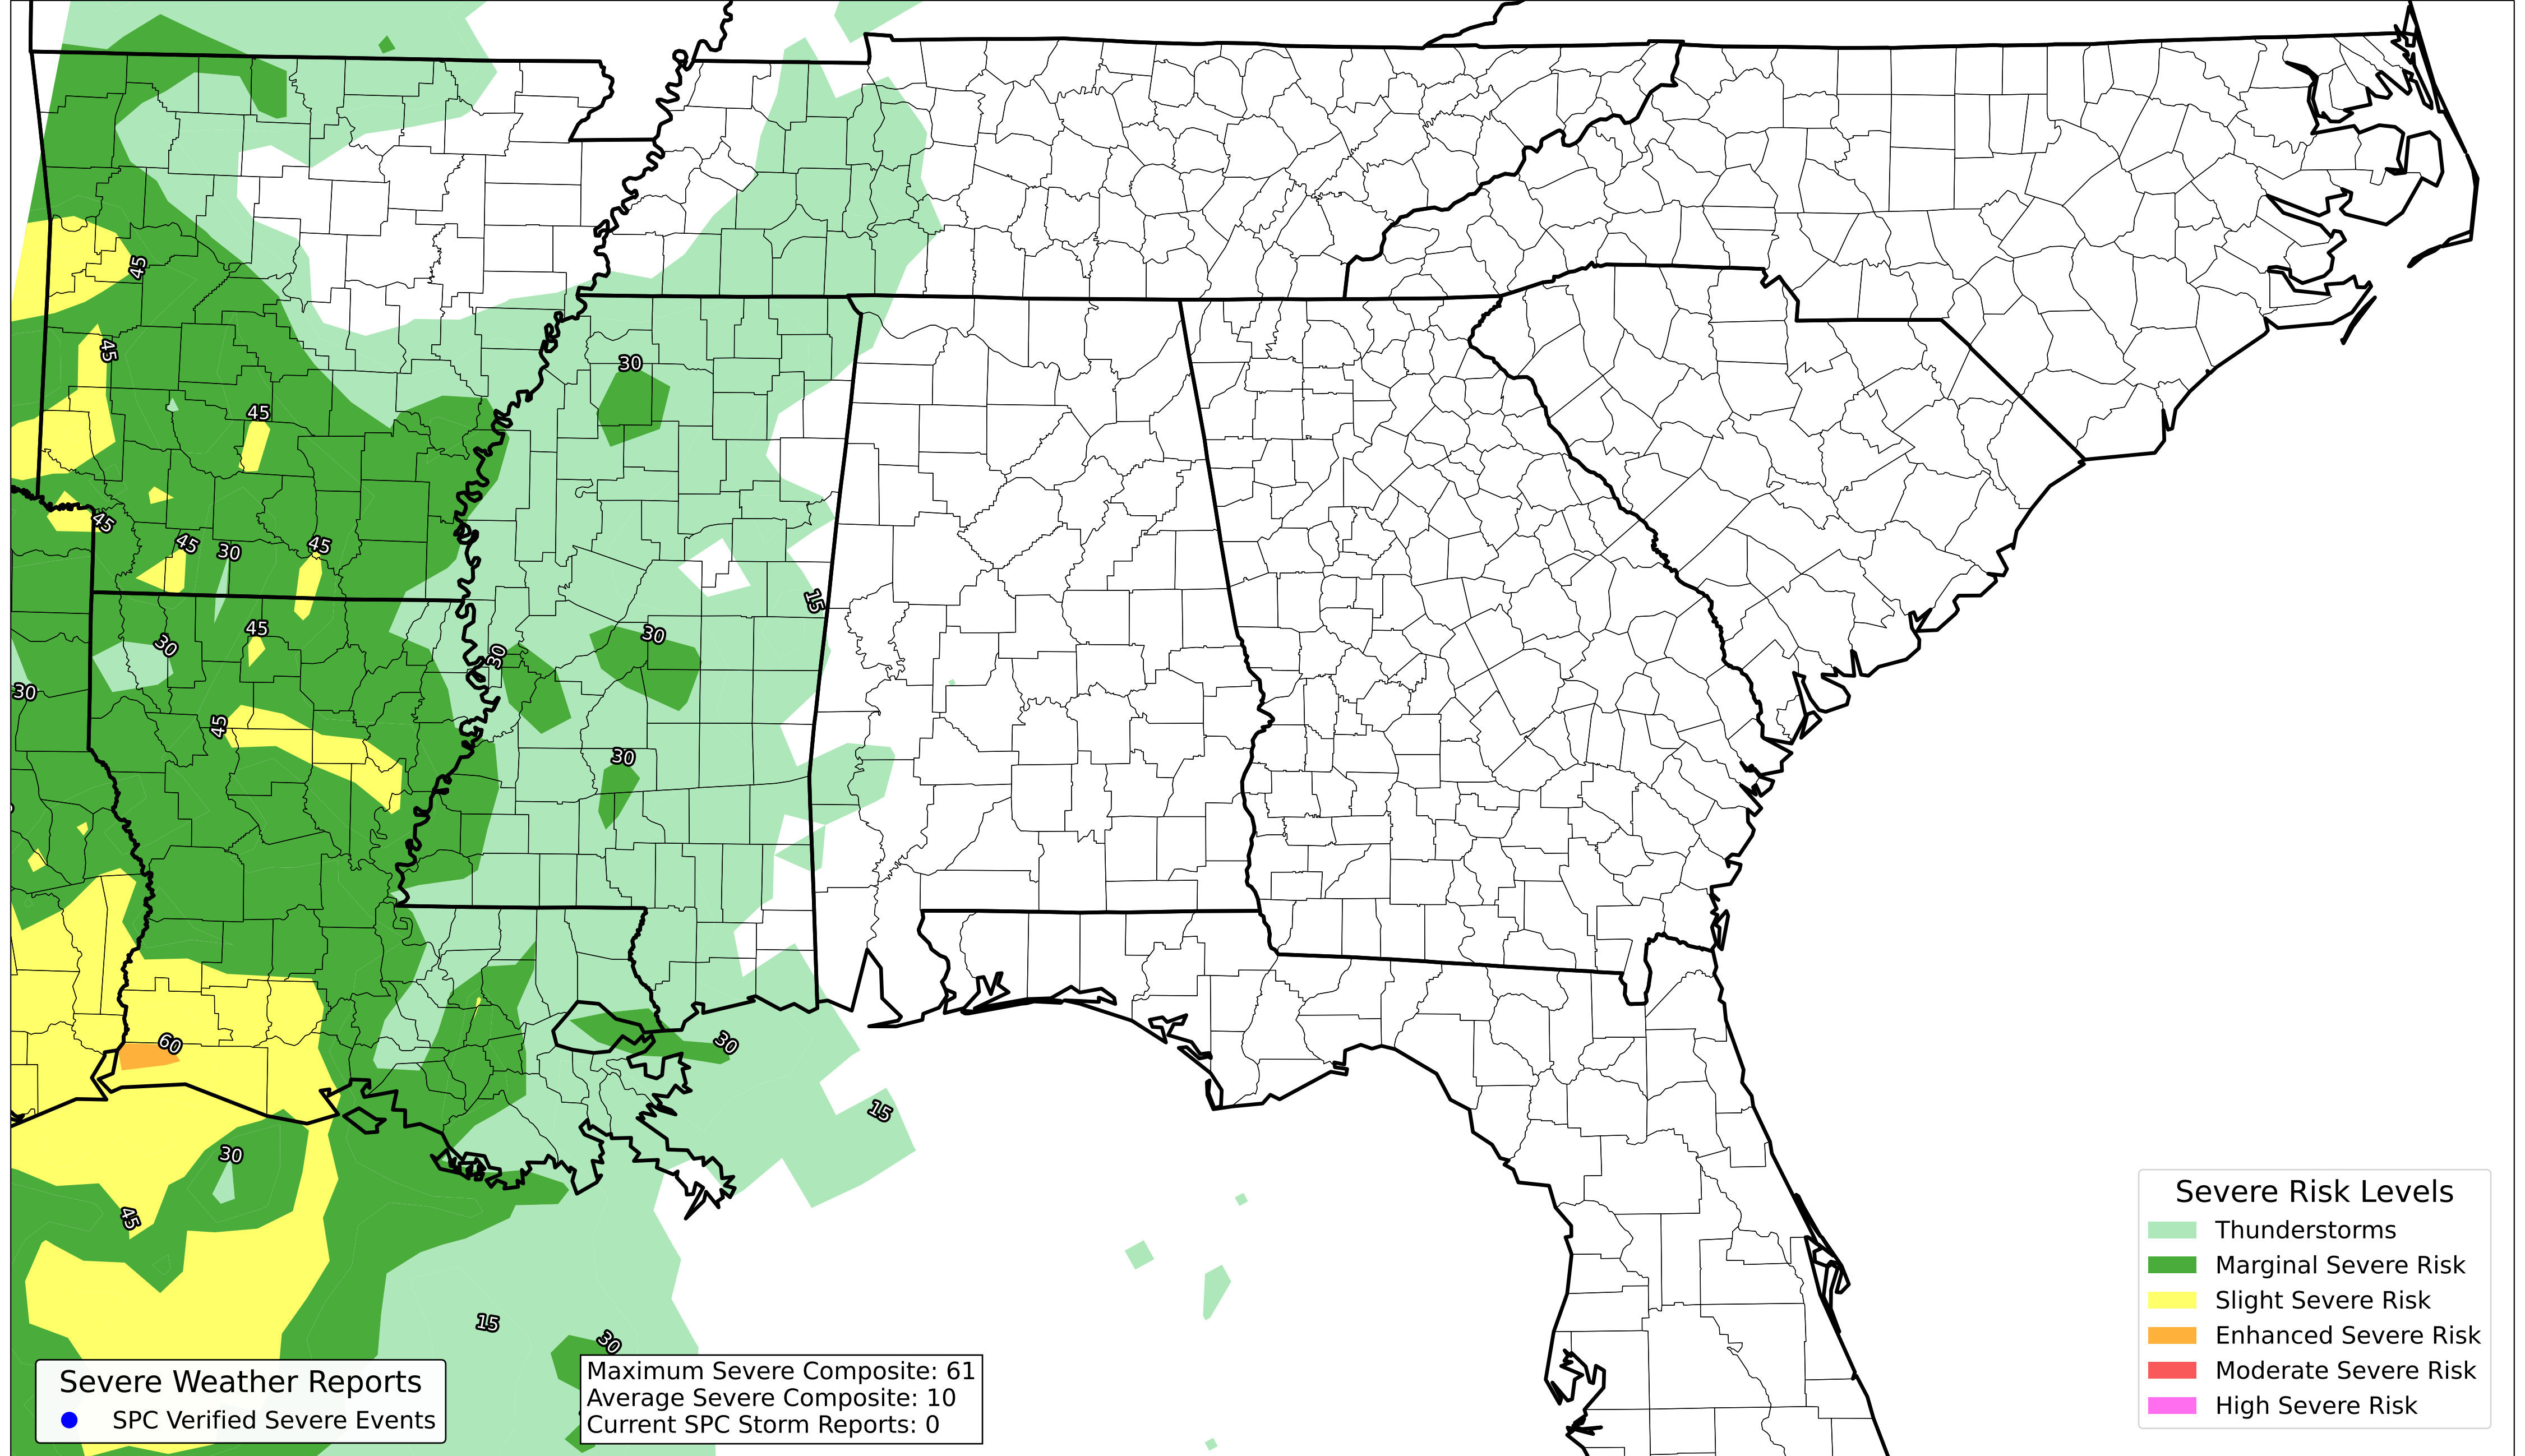 45
45
30
45
45
45
30
45
15
45
30
30
30
30
45
30
60
30
15
30
45
15
30
Severe Risk Levels
Thunderstorms
Marginal Severe Risk
Slight Severe Risk
Enhanced Severe Risk
Moderate Severe Risk
High Severe Risk
Severe Weather Reports
SPC Verified Severe Events
Maximum Severe Composite: 61
Average Severe Composite: 10
Current SPC Storm Reports: 0